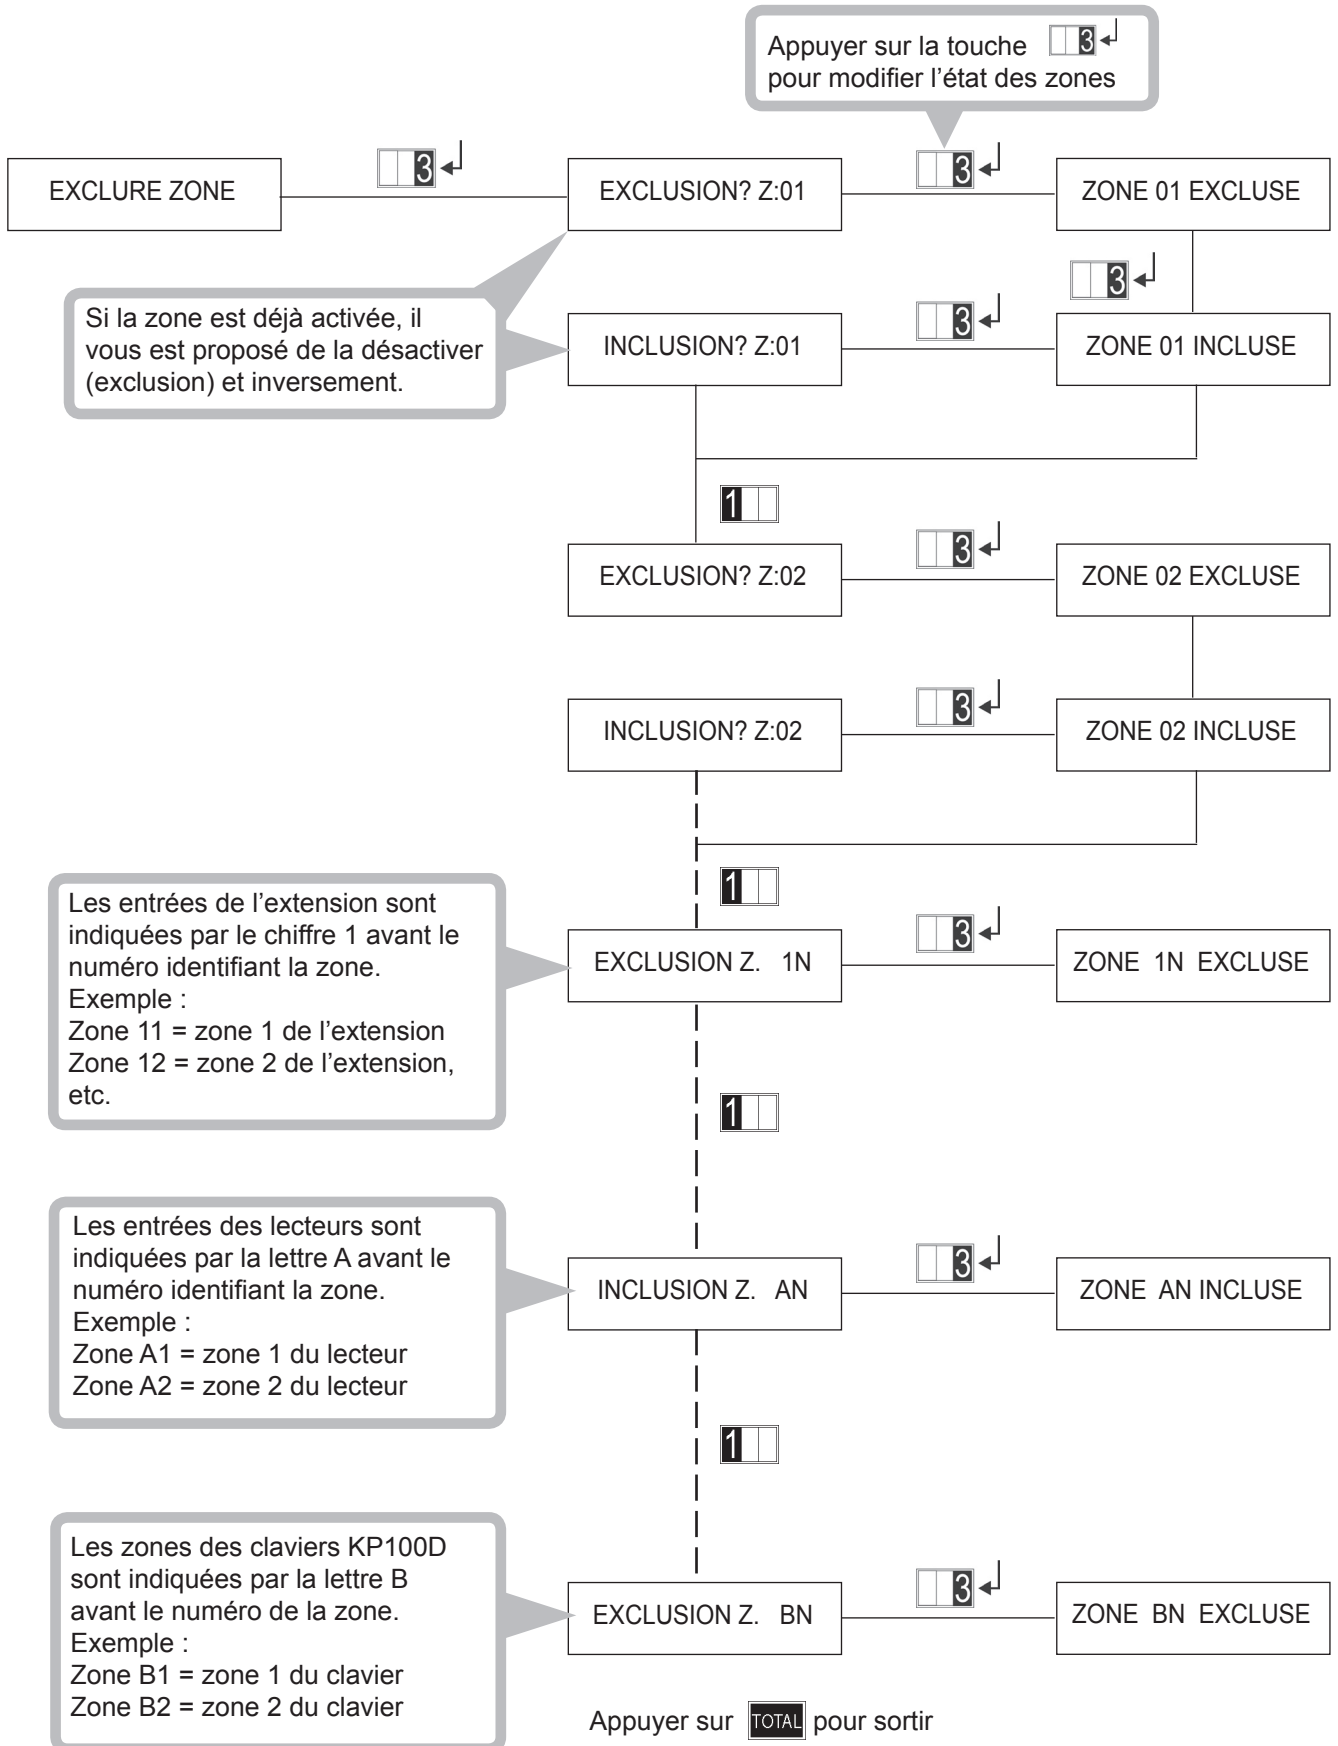 Appuyer sur la touche 3
pour modifier l’état des zones
3
3
EXCLURE ZONE
EXCLUSION? Z:01
ZONE 01 EXCLUSE
3
Si la zone est déjà activée, il
vous est proposé de la désactiver
(exclusion) et inversement.
3
INCLUSION? Z:01
ZONE 01 INCLUSE
1
3
EXCLUSION? Z:02
ZONE 02 EXCLUSE
3
INCLUSION? Z:02
ZONE 02 INCLUSE
1
Les entrées de l’extension sont
indiquées par le chiffre 1 avant le
numéro identifiant la zone.
Exemple :
Zone 11 = zone 1 de l’extension
Zone 12 = zone 2 de l’extension,
etc.
3
EXCLUSION Z. 1N
ZONE 1N EXCLUSE
1
Les entrées des lecteurs sont
indiquées par la lettre A avant le
numéro identifiant la zone.
Exemple :
Zone A1 = zone 1 du lecteur
Zone A2 = zone 2 du lecteur
3
INCLUSION Z. AN
ZONE AN INCLUSE
1
Les zones des claviers KP100D
sont indiquées par la lettre B
avant le numéro de la zone.
Exemple :
Zone B1 = zone 1 du clavier
Zone B2 = zone 2 du clavier
3
EXCLUSION Z. BN
ZONE BN EXCLUSE
Appuyer sur TOTAL pour sortir